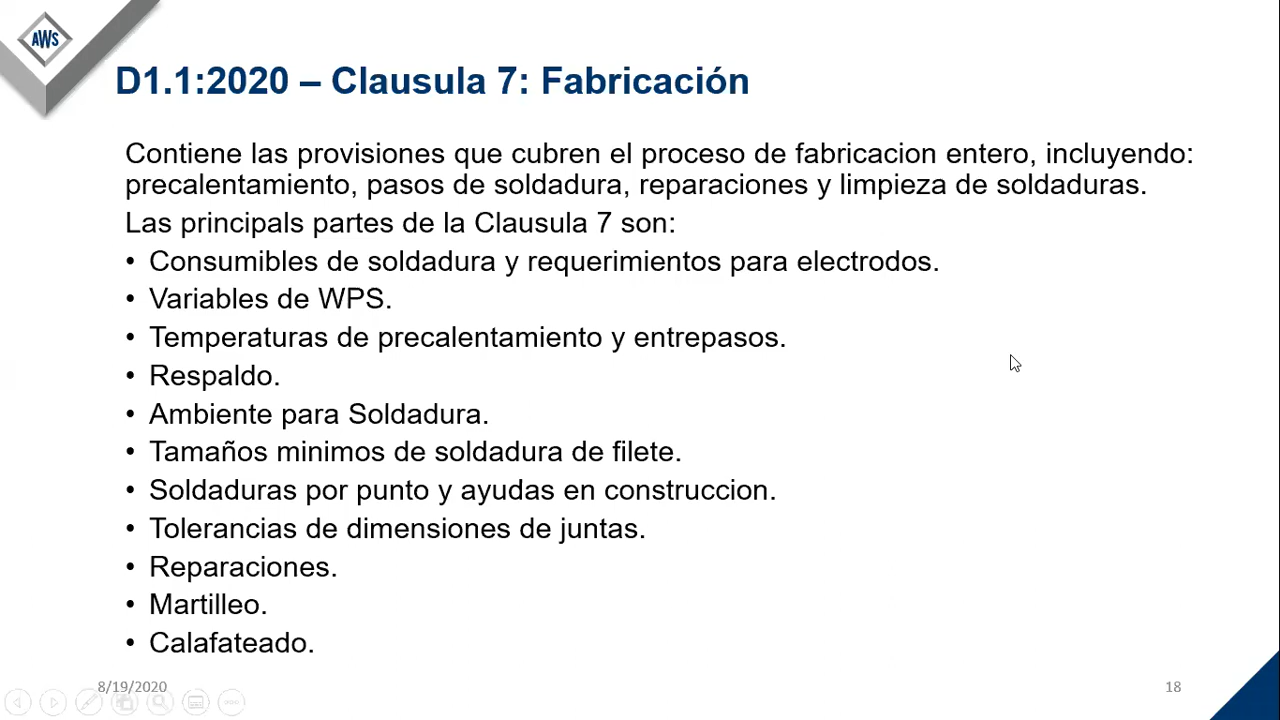 AWS
D1.1:2020 – Clausula 7: Fabricación
Contiene las provisiones que cubren el proceso de fabricacion entero, incluyendo:
precalentamiento, pasos de soldadura, reparaciones y limpieza de soldaduras.
Las principals partes de la Clausula 7 son:
• Consumibles de soldadura y requerimientos para electrodos.
• Variables de WPS.
• Temperaturas de precalentamiento y entrepasos.
• Respaldo.
• Ambiente para Soldadura.
• Tamaños minimos de soldadura de filete.
• Soldaduras por punto y ayudas en construccion.
• Tolerancias de dimensiones de juntas.
• Reparaciones.
• Martilleo.
• Calafateado.
8/19/2020
18